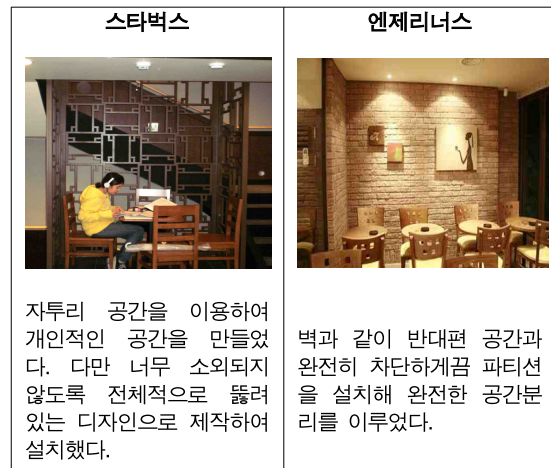 스타벅스
엔제리너스
자투리 공간을 이용하여
개인적인 공간을 만들었
다. 다만 너무 소외되지
않도록 전체적으로 뚫려
있는 디자인으로 제작하여
설치했다.
벽과 같이 반대편 공간과
완전히 차단하게끔 파티션
을 설치해 완전한 공간분
리를 이루었다.